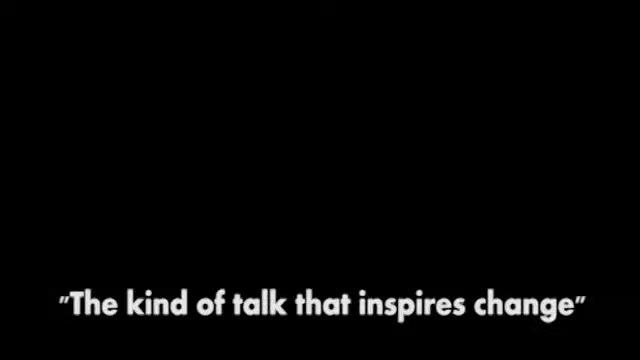 "The kind of talk that inspires change"